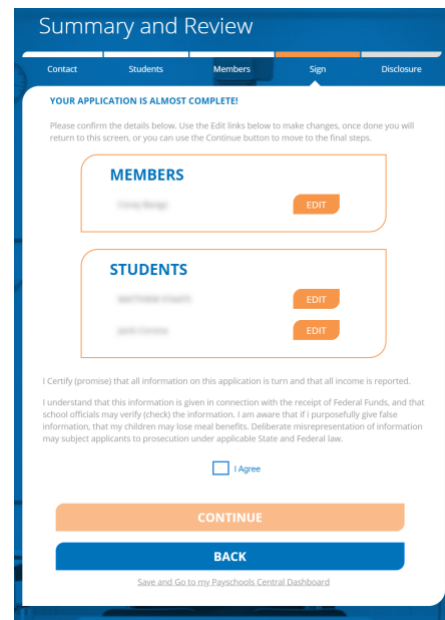 Summary and Review
Contact Students Members Sign Disclosure
YOUR APPLICATION IS ALMOST COMPLETE!
Please confirm the details below. Use the Edit links below to make changes, once done you will
return to this screen, or you can use the Continue button to move to the final steps.
MEMBERS
EDIT
STUDENTS
EDIT
EDIT
I Certify (promise) that all information on this application is turn and that all income is reported.
I understand that this information is given in connection with the receipt of Federal Funds, and that
school officials may verify (check) the information. I am aware that if i purposefully give false
information, that my children may lose meal benefits. Deliberate misrepresentation of information
may subject applicants to prosecution under applicable State and Federal law.
I Agree
CONTINUE
BACK
Save and Go to my Payschools Central Dashboard